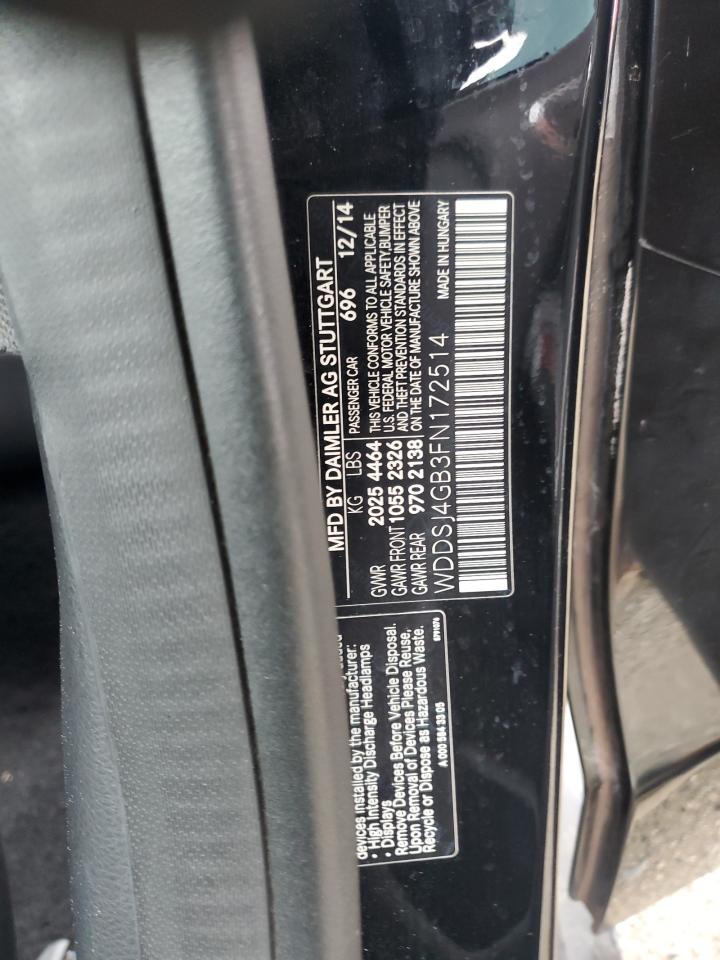 MFD BY DAIMLER AG STUTTGART
KG LBS PASSENGER CAR 696 12/14
GVWR 2025 4464 THIS VEHICLE CONFORMS TO ALL APPLICABLE
U.S. FEDERAL MOTOR VEHICLE SAFETY, BUMPER
GAWR FRONT 1055 2326 AND THEFT PREVENTION STANDARDS IN EFFECT
GAWR REAR 970 2138 ON THE DATE OF MANUFACTURE SHOWN ABOVE
WDDSJ4GB3FN172514 MADE IN HUNGARY
devices installed by the manufacturer:
• High Intensity Discharge Headlamps
• Displays
Remove Devices Before Vehicle Disposal.
Upon Removal of Devices Please Reuse,
Recycle or Dispose as Hazardous Waste.
A 000 584 33 05